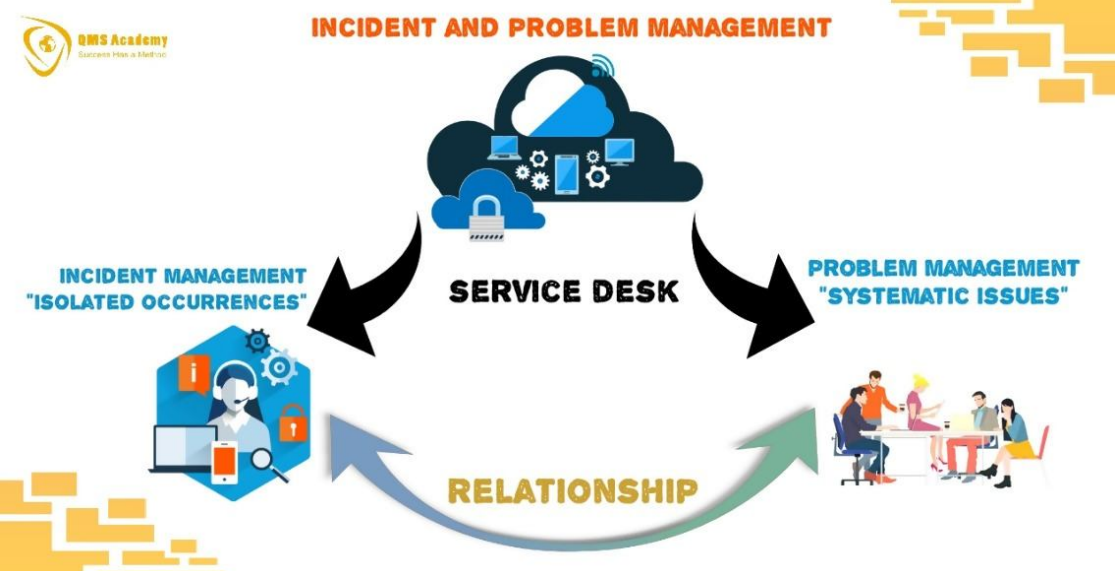 INCIDENT AND PROBLEM MANAGEMENT
QMS Academy
Success Has a Method
INCIDENT MANAGEMENT
"ISOLATED OCCURRENCES"
SERVICE DESK
PROBLEM MANAGEMENT
"SYSTEMATIC ISSUES"
i
RELATIONSHIP